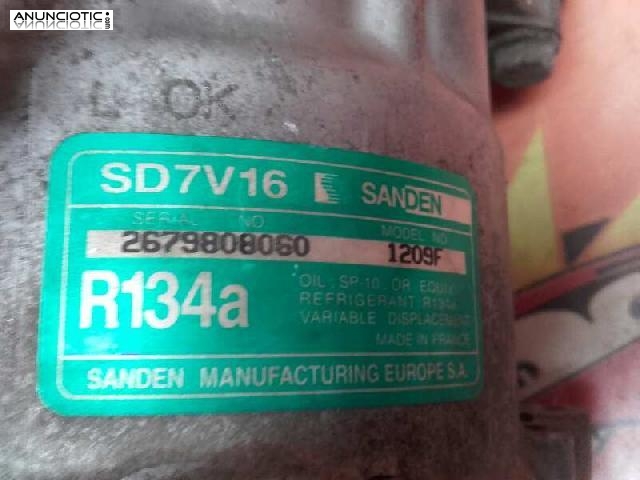 ANUNCIOTIC.com
L OK
SD7V16 SANDEN
SERIAL NO MODEL NO
2679808060 1209F
R134a
OIL : SP-10 OR EQUIV
REFRIGERANT R134a
VARIABLE DISPLACEMENT
MADE IN FRANCE
SANDEN MANUFACTURING EUROPE S.A.